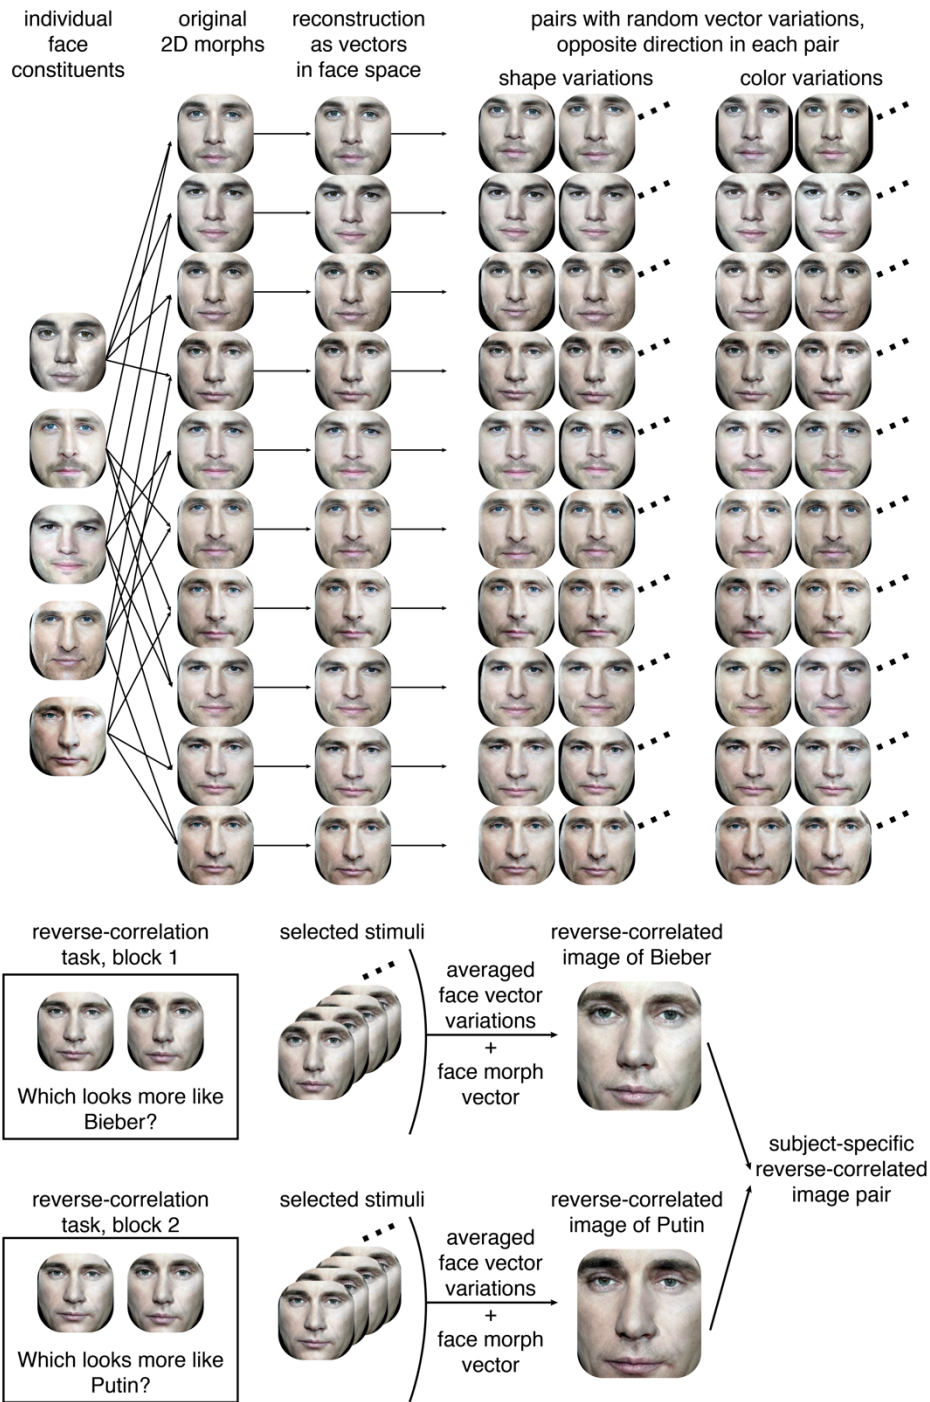 individual
face
constituents
original
2D morphs
reconstruction
as vectors
in face space
pairs with random vector variations,
opposite direction in each pair
shape variations
color variations
reverse-correlation
task, block 1
Which looks more like
Bieber?
selected stimuli
averaged
face vector
variations
+
face morph
vector
reverse-correlated
image of Bieber
subject-specific
reverse-correlated
image pair
reverse-correlation
task, block 2
Which looks more like
Putin?
selected stimuli
averaged
face vector
variations
+
face morph
vector
reverse-correlated
image of Putin